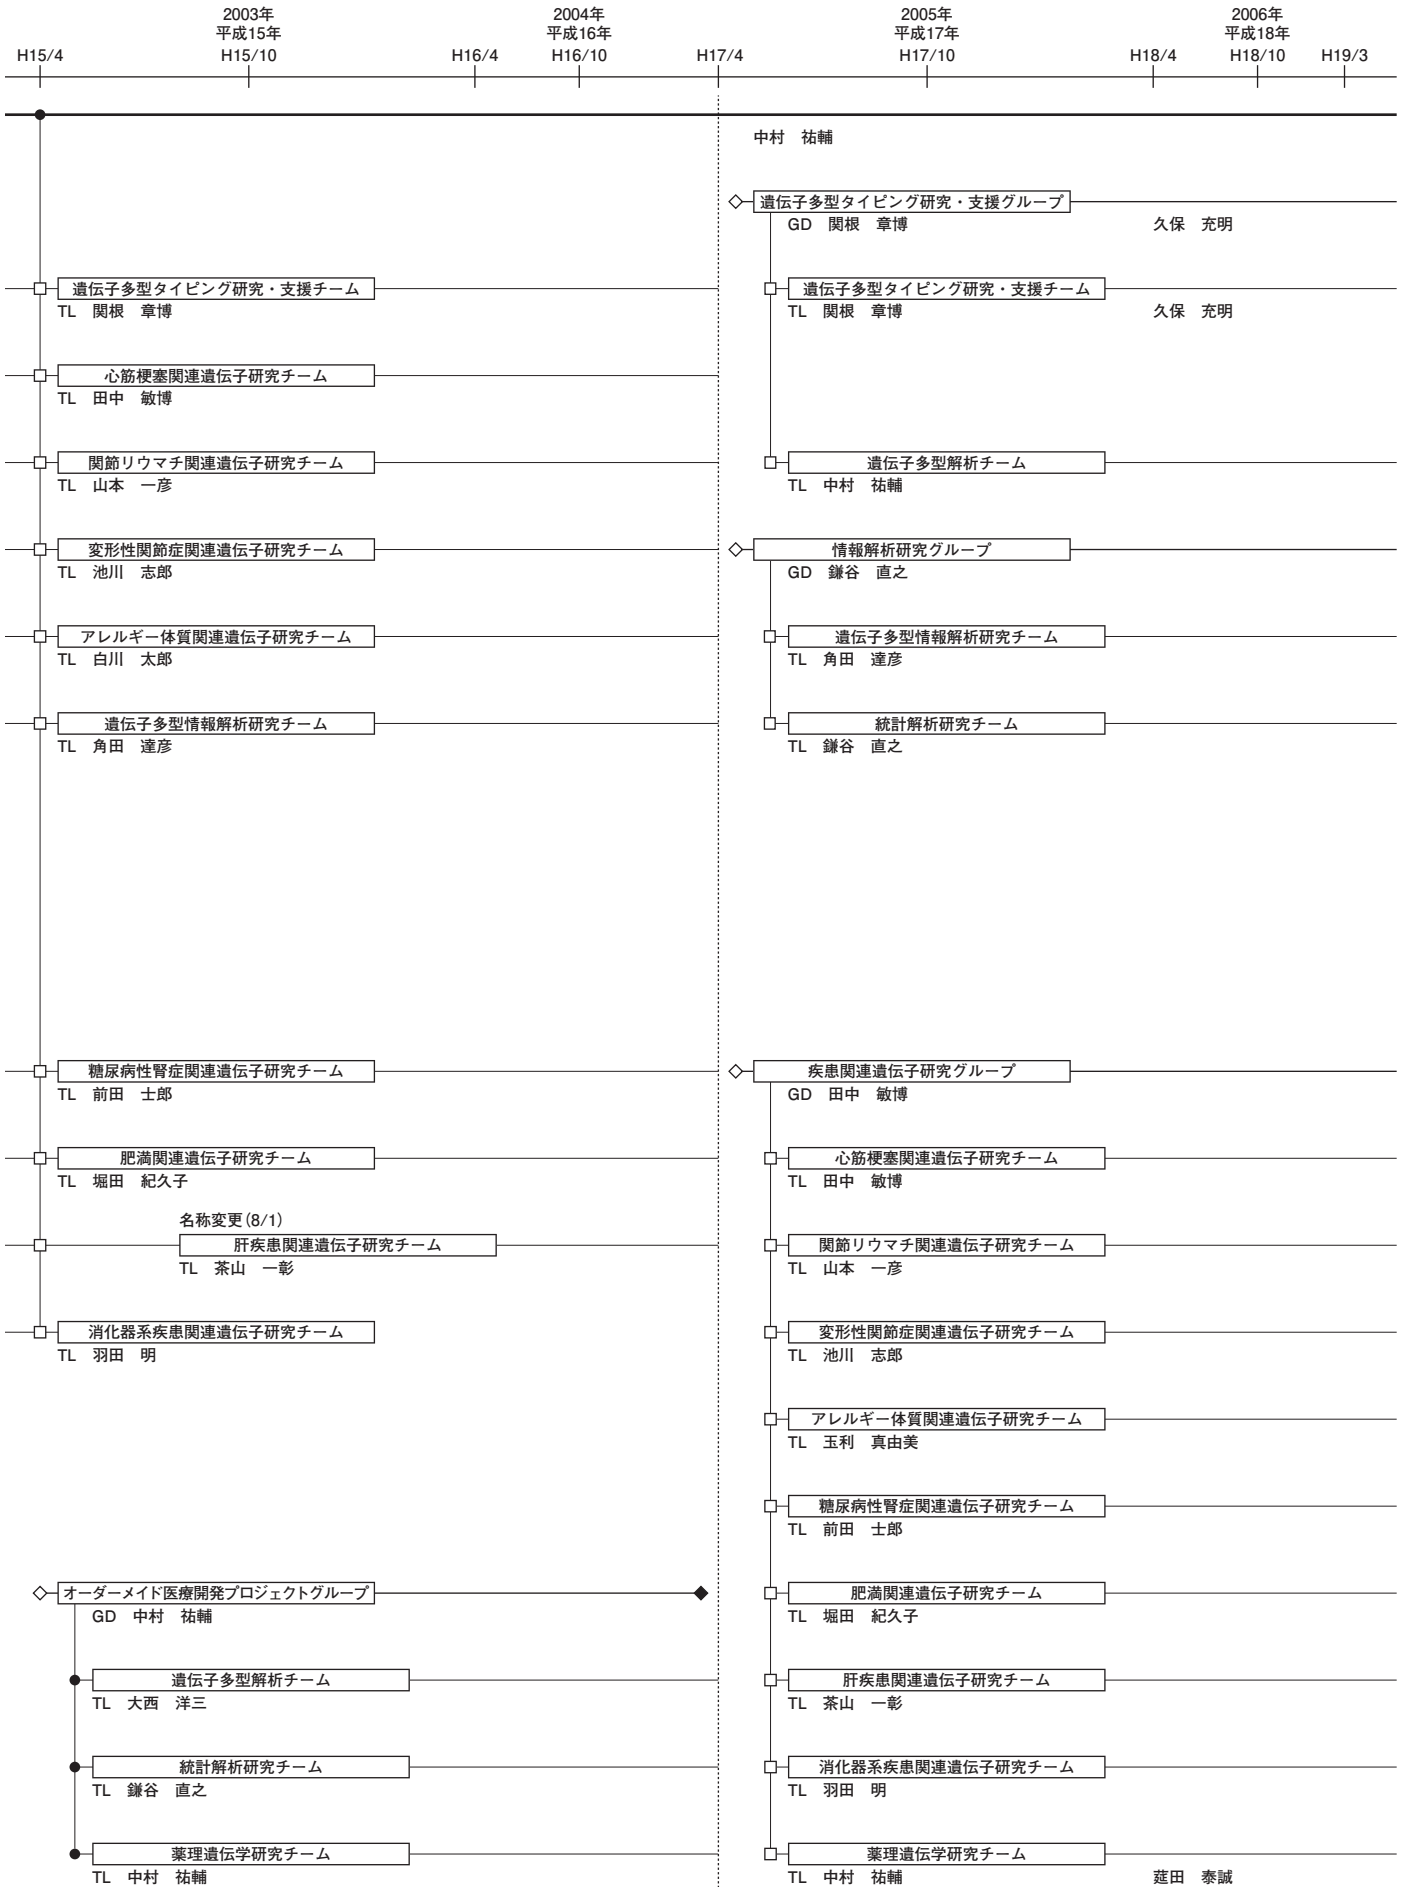 2003年
平成15年
2004年
平成16年
2005年
平成17年
2006年
平成18年
H15/4 H15/10 H16/4 H16/10 H17/4 H17/10 H18/4 H18/10 H19/3
中村 祐輔
遺伝子多型タイピング研究・支援グループ
GD 関根 章博 久保 充明
遺伝子多型タイピング研究・支援チーム
TL 関根 章博
遺伝子多型タイピング研究・支援チーム
TL 関根 章博 久保 充明
心筋梗塞関連遺伝子研究チーム
TL 田中 敏博
関節リウマチ関連遺伝子研究チーム
TL 山本 一彦
遺伝子多型解析チーム
TL 中村 祐輔
変形性関節症関連遺伝子研究チーム
TL 池川 志郎
情報解析研究グループ
GD 鎌谷 直之
アレルギー体質関連遺伝子研究チーム
TL 白川 太郎
遺伝子多型情報解析研究チーム
TL 角田 達彦
遺伝子多型情報解析研究チーム
TL 角田 達彦
統計解析研究チーム
TL 鎌谷 直之
糖尿病性腎症関連遺伝子研究チーム
TL 前田 士郎
疾患関連遺伝子研究グループ
GD 田中 敏博
肥満関連遺伝子研究チーム
TL 堀田 紀久子
心筋梗塞関連遺伝子研究チーム
TL 田中 敏博
名称変更(8/1)
肝疾患関連遺伝子研究チーム
TL 茶山 一彰
関節リウマチ関連遺伝子研究チーム
TL 山本 一彦
消化器系疾患関連遺伝子研究チーム
TL 羽田 明
変形性関節症関連遺伝子研究チーム
TL 池川 志郎
アレルギー体質関連遺伝子研究チーム
TL 玉利 真由美
糖尿病性腎症関連遺伝子研究チーム
TL 前田 士郎
オーダーメイド医療開発プロジェクトグループ
GD 中村 祐輔
肥満関連遺伝子研究チーム
TL 堀田 紀久子
遺伝子多型解析チーム
TL 大西 洋三
肝疾患関連遺伝子研究チーム
TL 茶山 一彰
統計解析研究チーム
TL 鎌谷 直之
消化器系疾患関連遺伝子研究チーム
TL 羽田 明
薬理遺伝学研究チーム
TL 中村 祐輔
薬理遺伝学研究チーム
TL 中村 祐輔 莚田 泰誠